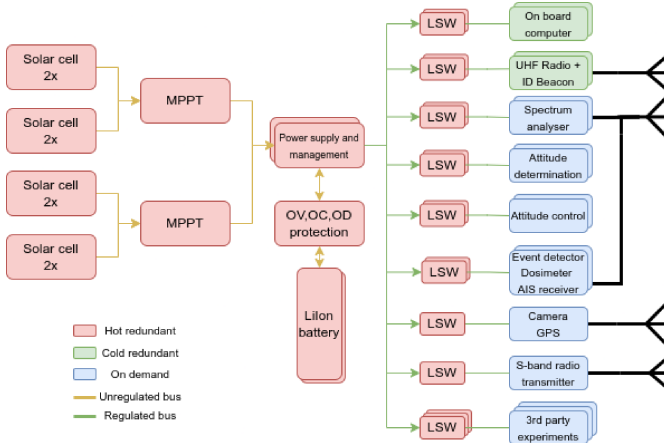 Solar cell
2x
Solar cell
2x
Solar cell
2x
Solar cell
2x
MPPT
MPPT
Power supply and
management
OV,OC,OD
protection
LiIon
battery
LSW
On board
computer
LSW
UHF Radio +
ID Beacon
LSW
Spectrum
analyser
LSW
Attitude
determination
LSW
Attitude control
LSW
Event detector
Dosimeter
AIS receiver
LSW
Camera
GPS
LSW
S-band radio
transmitter
LSW
3rd party
experiments
Hot redundant
Cold redundant
On demand
Unregulated bus
Regulated bus